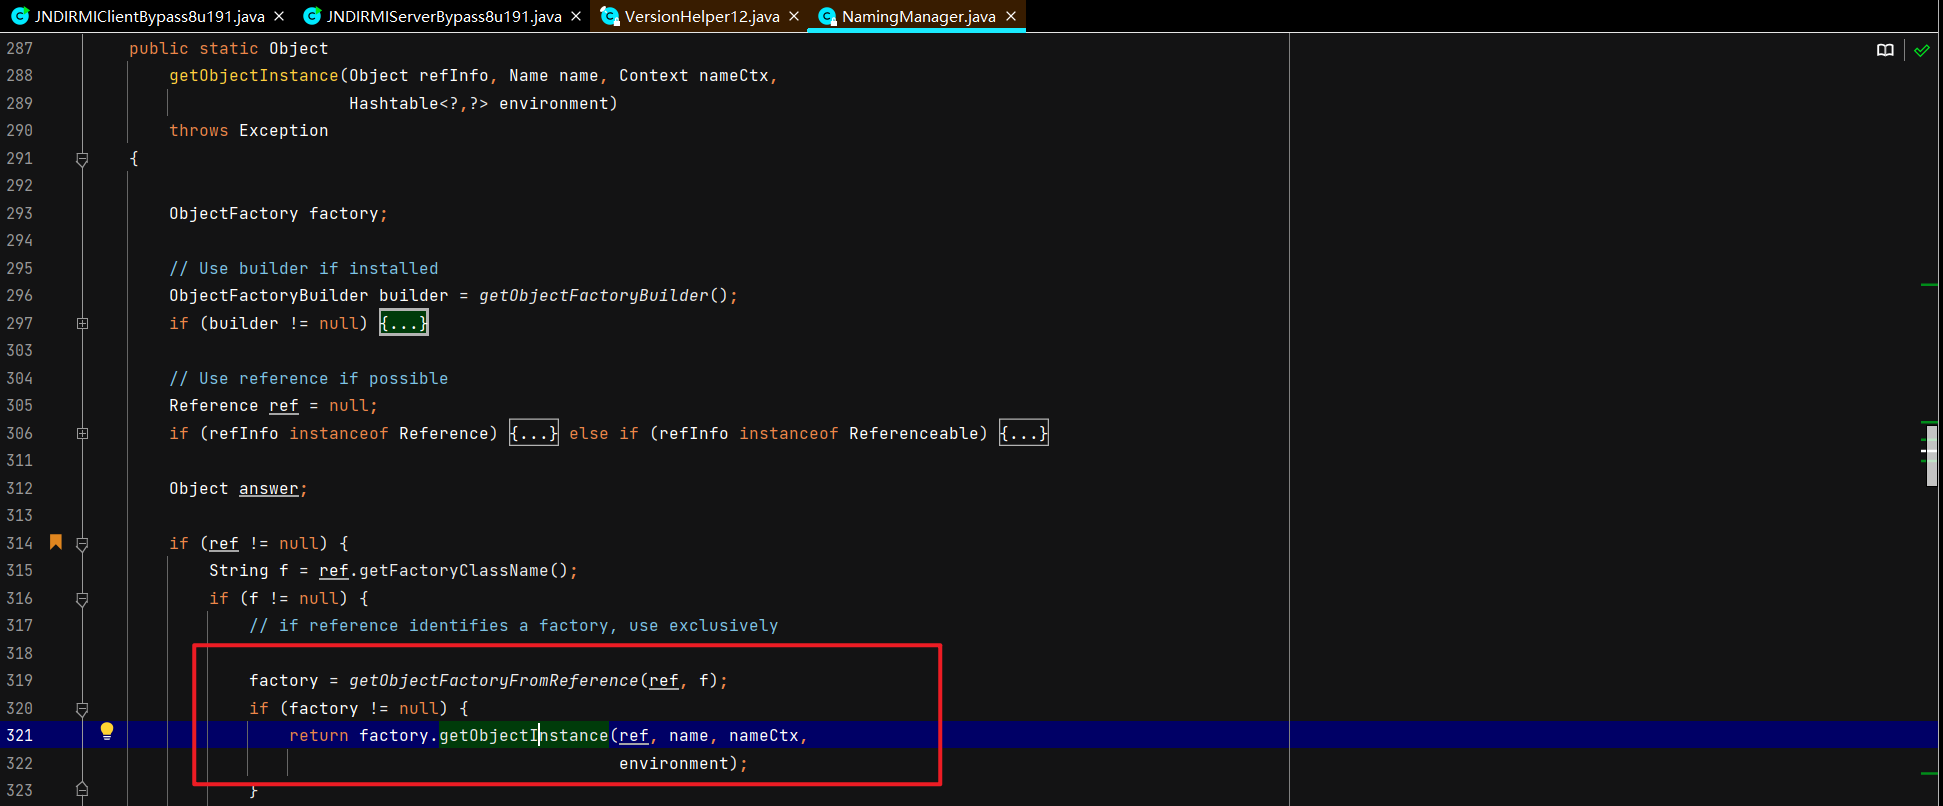 JNDIRMIClientBypass8u191.java JNDIRMIServerBypass8u191.java VersionHelper12.java NamingManager.java
287 public static Object
288 getObjectInstance(Object refInfo, Name name, Context nameCtx,
289 Hashtable<?,?> environment)
290 throws Exception
291 {
292
293 ObjectFactory factory;
294
295 // Use builder if installed
296 ObjectFactoryBuilder builder = getObjectFactoryBuilder();
297 if (builder != null) {...}
303
304 // Use reference if possible
305 Reference ref = null;
306 if (refInfo instanceof Reference) {...} else if (refInfo instanceof Referenceable) {...}
311
312 Object answer;
313
314 if (ref != null) {
315 String f = ref.getFactoryClassName();
316 if (f != null) {
317 // if reference identifies a factory, use exclusively
318
319 factory = getObjectFactoryFromReference(ref, f);
320 if (factory != null) {
321 return factory.getObjectInstance(ref, name, nameCtx,
322 environment);
323 }